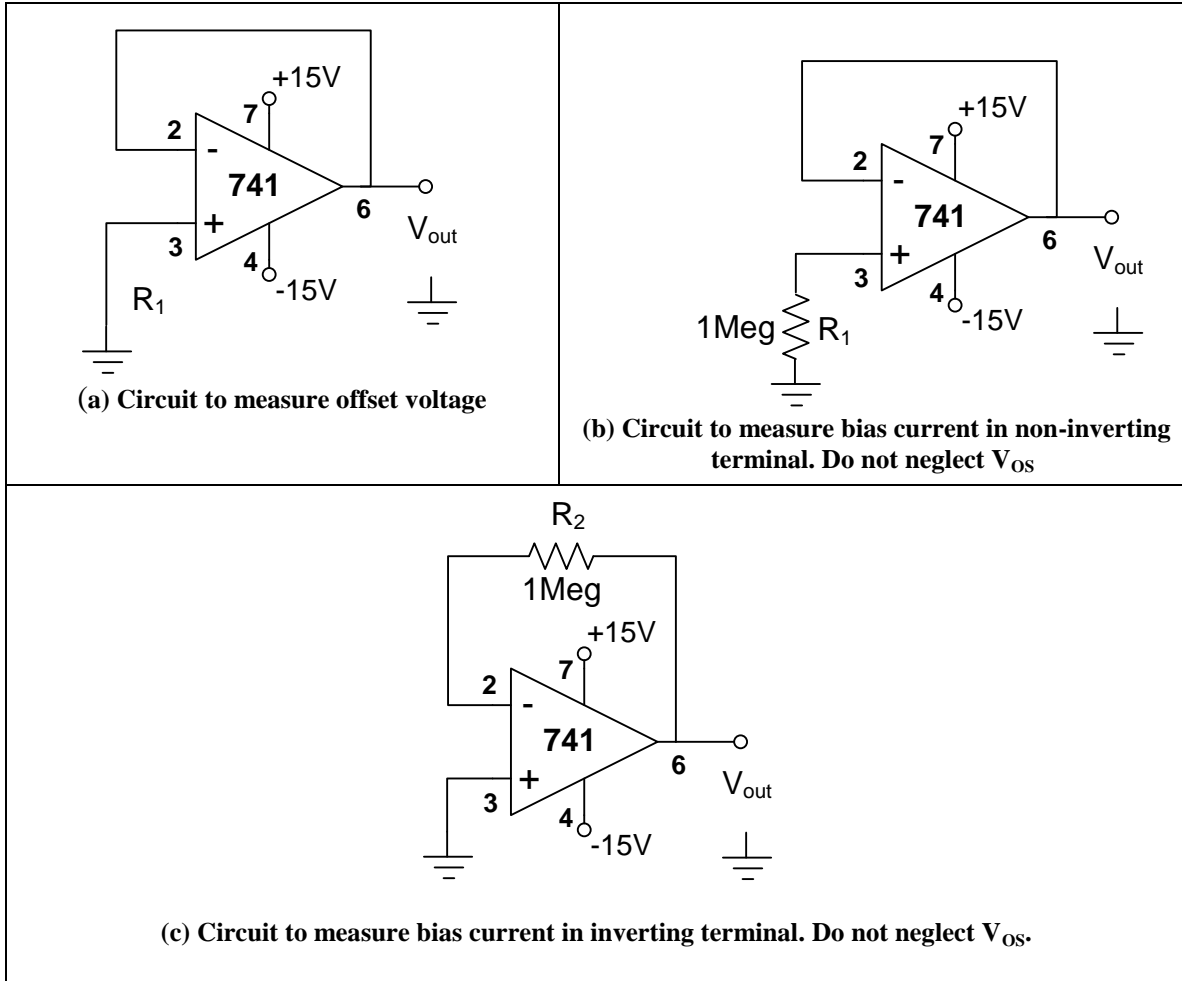 +15V
7
2
-
741
+
6
3
4
V_out
-15V
R_1
(a) Circuit to measure offset voltage
+15V
7
2
-
741
+
6
3
4
V_out
-15V
1Meg
R_1
(b) Circuit to measure bias current in non-inverting
terminal. Do not neglect V_OS
R_2
1Meg
+15V
7
2
-
741
+
6
3
4
V_out
-15V
(c) Circuit to measure bias current in inverting terminal. Do not neglect V_OS.